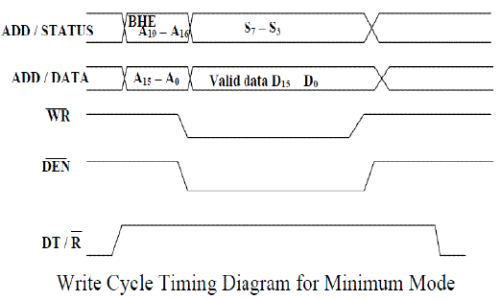 BHE
ADD / STATUS A19 – A16 S7 – S3
ADD / DATA A15 – A0 Valid data D15 D0
WR
DEN
DT / R
Write Cycle Timing Diagram for Minimum Mode